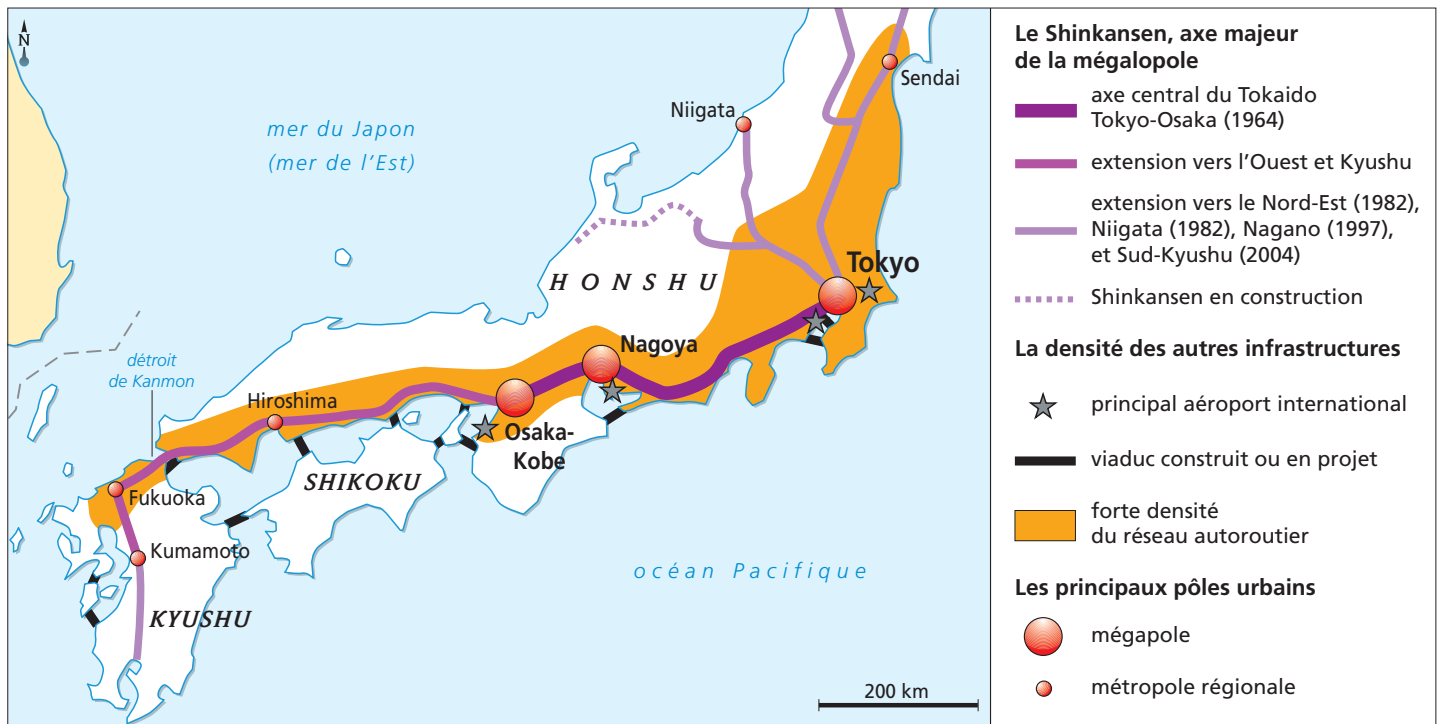 N
mer du Japon
(mer de l'Est)
Niigata
Sendai
HONSHU
Tokyo
Nagoya
détroit
de Kanmon
Hiroshima
Osaka-
Kobe
SHIKOKU
Fukuoka
Kumamoto
KYUSHU
océan Pacifique
200 km
Le Shinkansen, axe majeur
de la mégalopole
axe central du Tokaido
Tokyo-Osaka (1964)
extension vers l'Ouest et Kyushu
extension vers le Nord-Est (1982),
Niigata (1982), Nagano (1997),
et Sud-Kyushu (2004)
Shinkansen en construction
La densité des autres infrastructures
principal aéroport international
viaduc construit ou en projet
forte densité
du réseau autoroutier
Les principaux pôles urbains
mégapole
métropole régionale